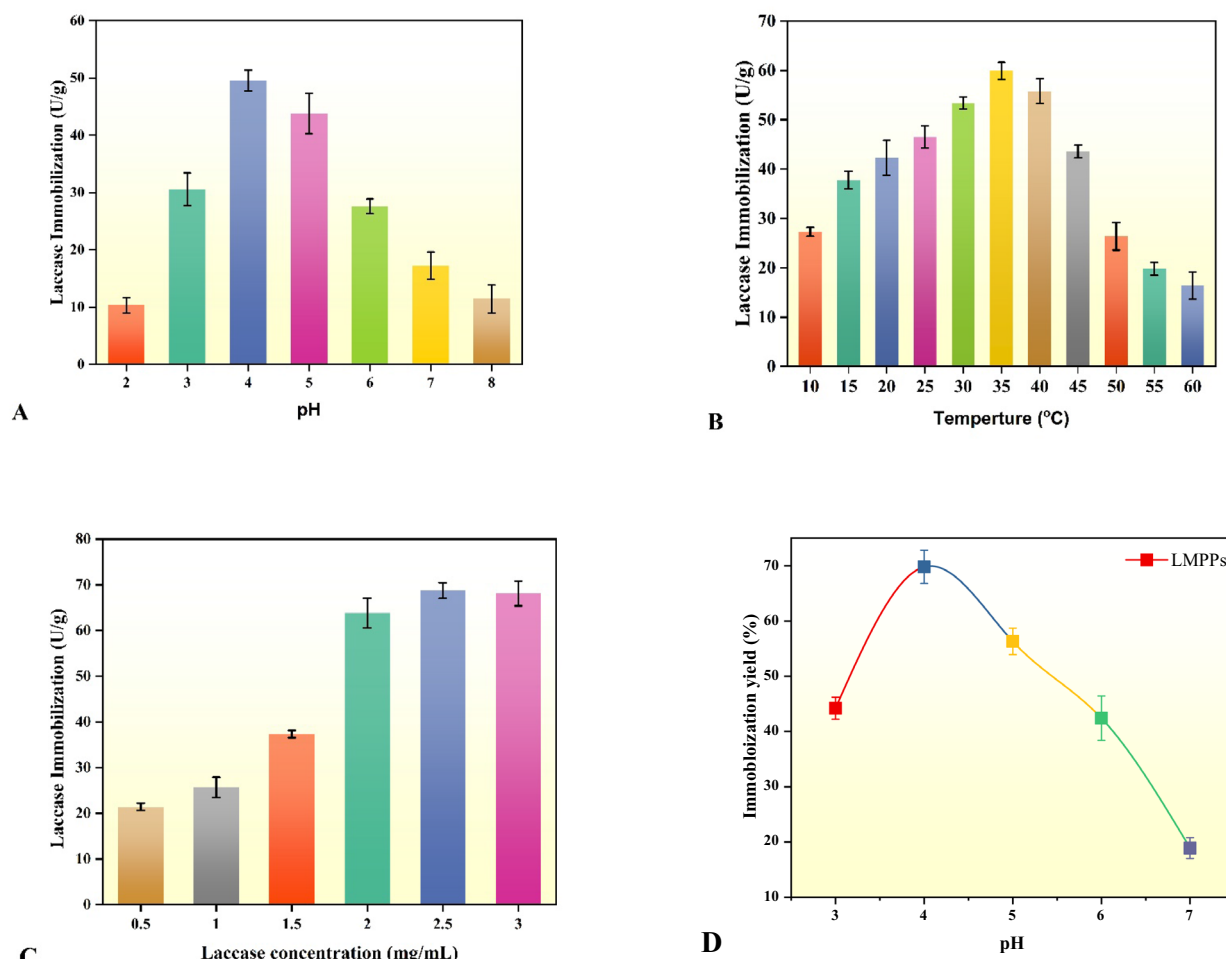 60
50
40
30
20
10
0
Laccase Immobilization (U/g)
2 3 4 5 6 7 8
pH
A
70
60
50
40
30
20
10
0
Laccase Immobilization (U/g)
10 15 20 25 30 35 40 45 50 55 60
Temperture (°C)
B
80
70
60
50
40
30
20
10
0
Laccase Immobilization (U/g)
0.5 1 1.5 2 2.5 3
Laccase concentration (mg/mL)
C
70
60
50
40
30
20
10
Immobloization yield (%)
LMPPs
3 4 5 6 7
pH
D